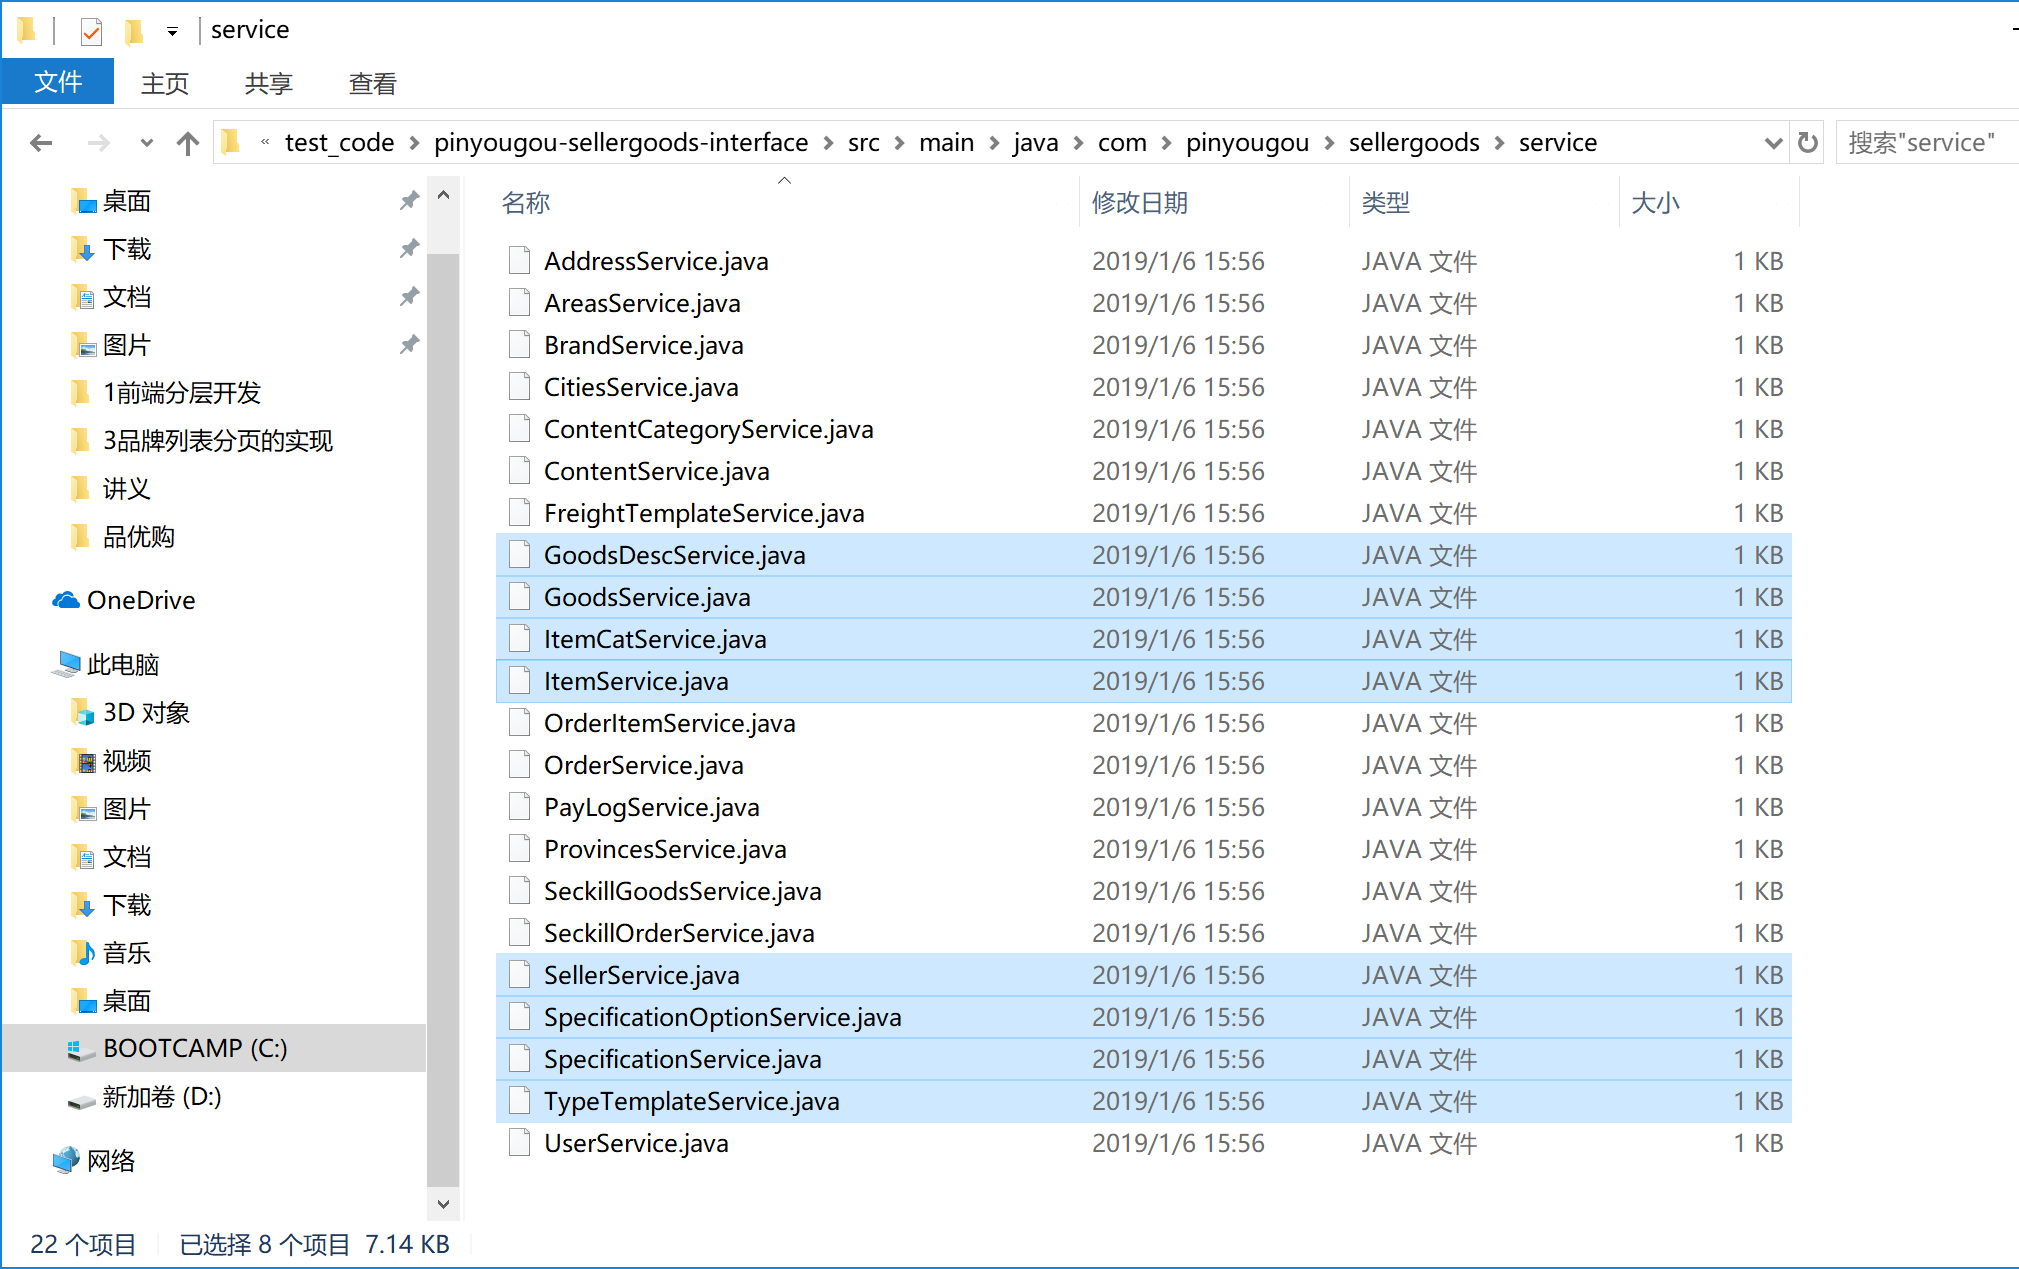 service
文件 主页 共享 查看
« test_code › pinyougou-sellergoods-interface › src › main › java › com › pinyougou › sellergoods › service 搜索"service"
桌面
下载
文档
图片
1前端分层开发
3品牌列表分页的实现
讲义
品优购
OneDrive
此电脑
3D 对象
视频
图片
文档
下载
音乐
桌面
BOOTCAMP (C:)
新加卷 (D:)
网络
名称 修改日期 类型 大小
AddressService.java 2019/1/6 15:56 JAVA 文件 1 KB
AreasService.java 2019/1/6 15:56 JAVA 文件 1 KB
BrandService.java 2019/1/6 15:56 JAVA 文件 1 KB
CitiesService.java 2019/1/6 15:56 JAVA 文件 1 KB
ContentCategoryService.java 2019/1/6 15:56 JAVA 文件 1 KB
ContentService.java 2019/1/6 15:56 JAVA 文件 1 KB
FreightTemplateService.java 2019/1/6 15:56 JAVA 文件 1 KB
GoodsDescService.java 2019/1/6 15:56 JAVA 文件 1 KB
GoodsService.java 2019/1/6 15:56 JAVA 文件 1 KB
ItemCatService.java 2019/1/6 15:56 JAVA 文件 1 KB
ItemService.java 2019/1/6 15:56 JAVA 文件 1 KB
OrderItemService.java 2019/1/6 15:56 JAVA 文件 1 KB
OrderService.java 2019/1/6 15:56 JAVA 文件 1 KB
PayLogService.java 2019/1/6 15:56 JAVA 文件 1 KB
ProvincesService.java 2019/1/6 15:56 JAVA 文件 1 KB
SeckillGoodsService.java 2019/1/6 15:56 JAVA 文件 1 KB
SeckillOrderService.java 2019/1/6 15:56 JAVA 文件 1 KB
SellerService.java 2019/1/6 15:56 JAVA 文件 1 KB
SpecificationOptionService.java 2019/1/6 15:56 JAVA 文件 1 KB
SpecificationService.java 2019/1/6 15:56 JAVA 文件 1 KB
TypeTemplateService.java 2019/1/6 15:56 JAVA 文件 1 KB
UserService.java 2019/1/6 15:56 JAVA 文件 1 KB
22 个项目 已选择 8 个项目 7.14 KB